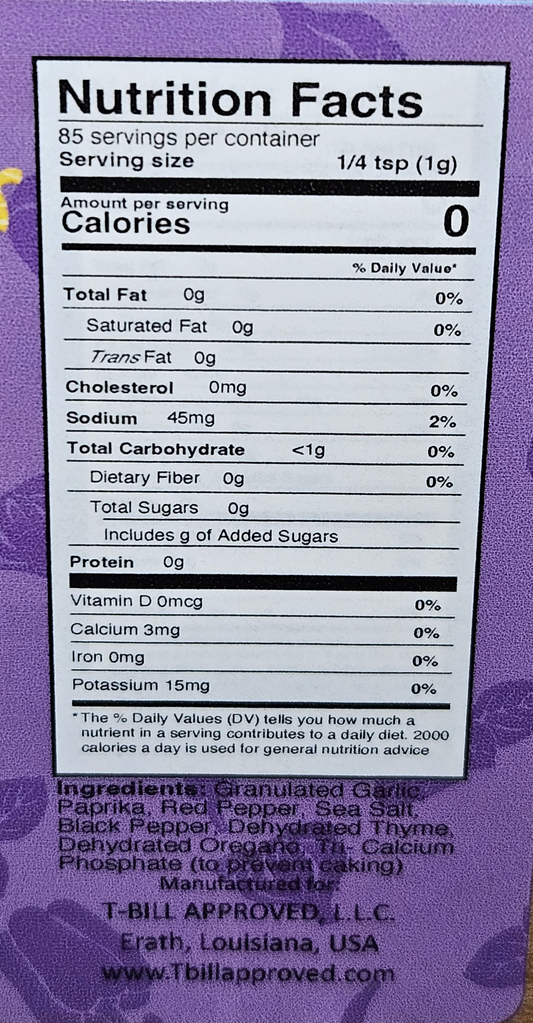 Nutrition Facts
85 servings per container
Serving size 1/4 tsp (1g)
Amount per serving
Calories 0
% Daily Value*
Total Fat 0g 0%
Saturated Fat 0g 0%
Trans Fat 0g
Cholesterol 0mg 0%
Sodium 45mg 2%
Total Carbohydrate <1g 0%
Dietary Fiber 0g 0%
Total Sugars 0g
Includes g of Added Sugars
Protein 0g
Vitamin D 0mcg 0%
Calcium 3mg 0%
Iron 0mg 0%
Potassium 15mg 0%
*The % Daily Values (DV) tells you how much a
nutrient in a serving contributes to a daily diet. 2000
calories a day is used for general nutrition advice
Ingredients: Granulated Garlic,
Paprika, Red Pepper, Sea Salt,
Black Pepper, Dehydrated Thyme,
Dehydrated Oregano, Tri- Calcium
Phosphate (to prevent caking)
Manufactured for:
T-BILL APPROVED, L.L.C.
Erath, Louisiana, USA
www.Tbillapproved.com